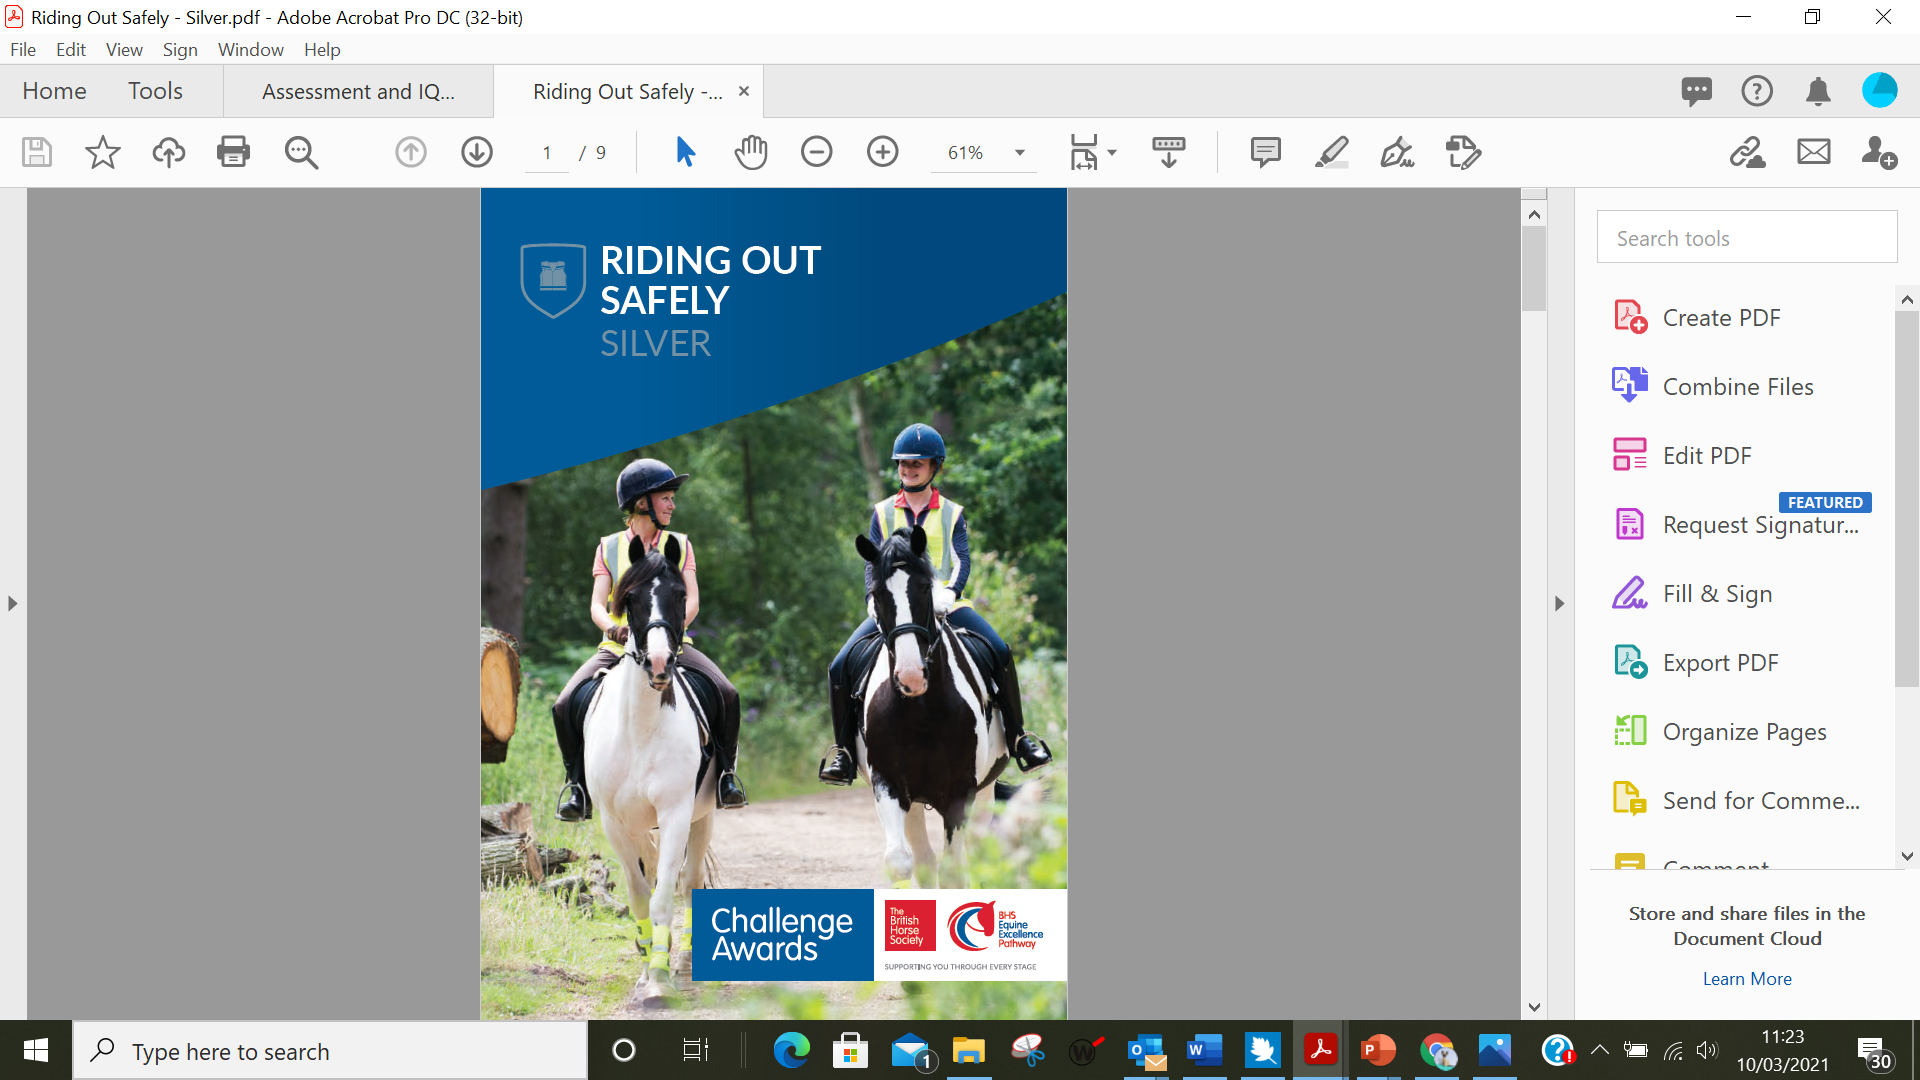 Riding Out Safely - Silver.pdf - Adobe Acrobat Pro DC (32-bit)
File Edit View Sign Window Help
Home Tools Assessment and IQ... Riding Out Safely -... ×
1 / 9 61%
RIDING OUT
SAFELY
SILVER
Challenge
Awards
The
British
Horse
Society
BHS
Equine
Excellence
Pathway
SUPPORTING YOU THROUGH EVERY STAGE
Search tools
Create PDF
Combine Files
Edit PDF
FEATURED
Request Signatur...
Fill & Sign
Export PDF
Organize Pages
Send for Comme...
Comment
Store and share files in the
Document Cloud
Learn More
Type here to search
1
11:23
10/03/2021
30